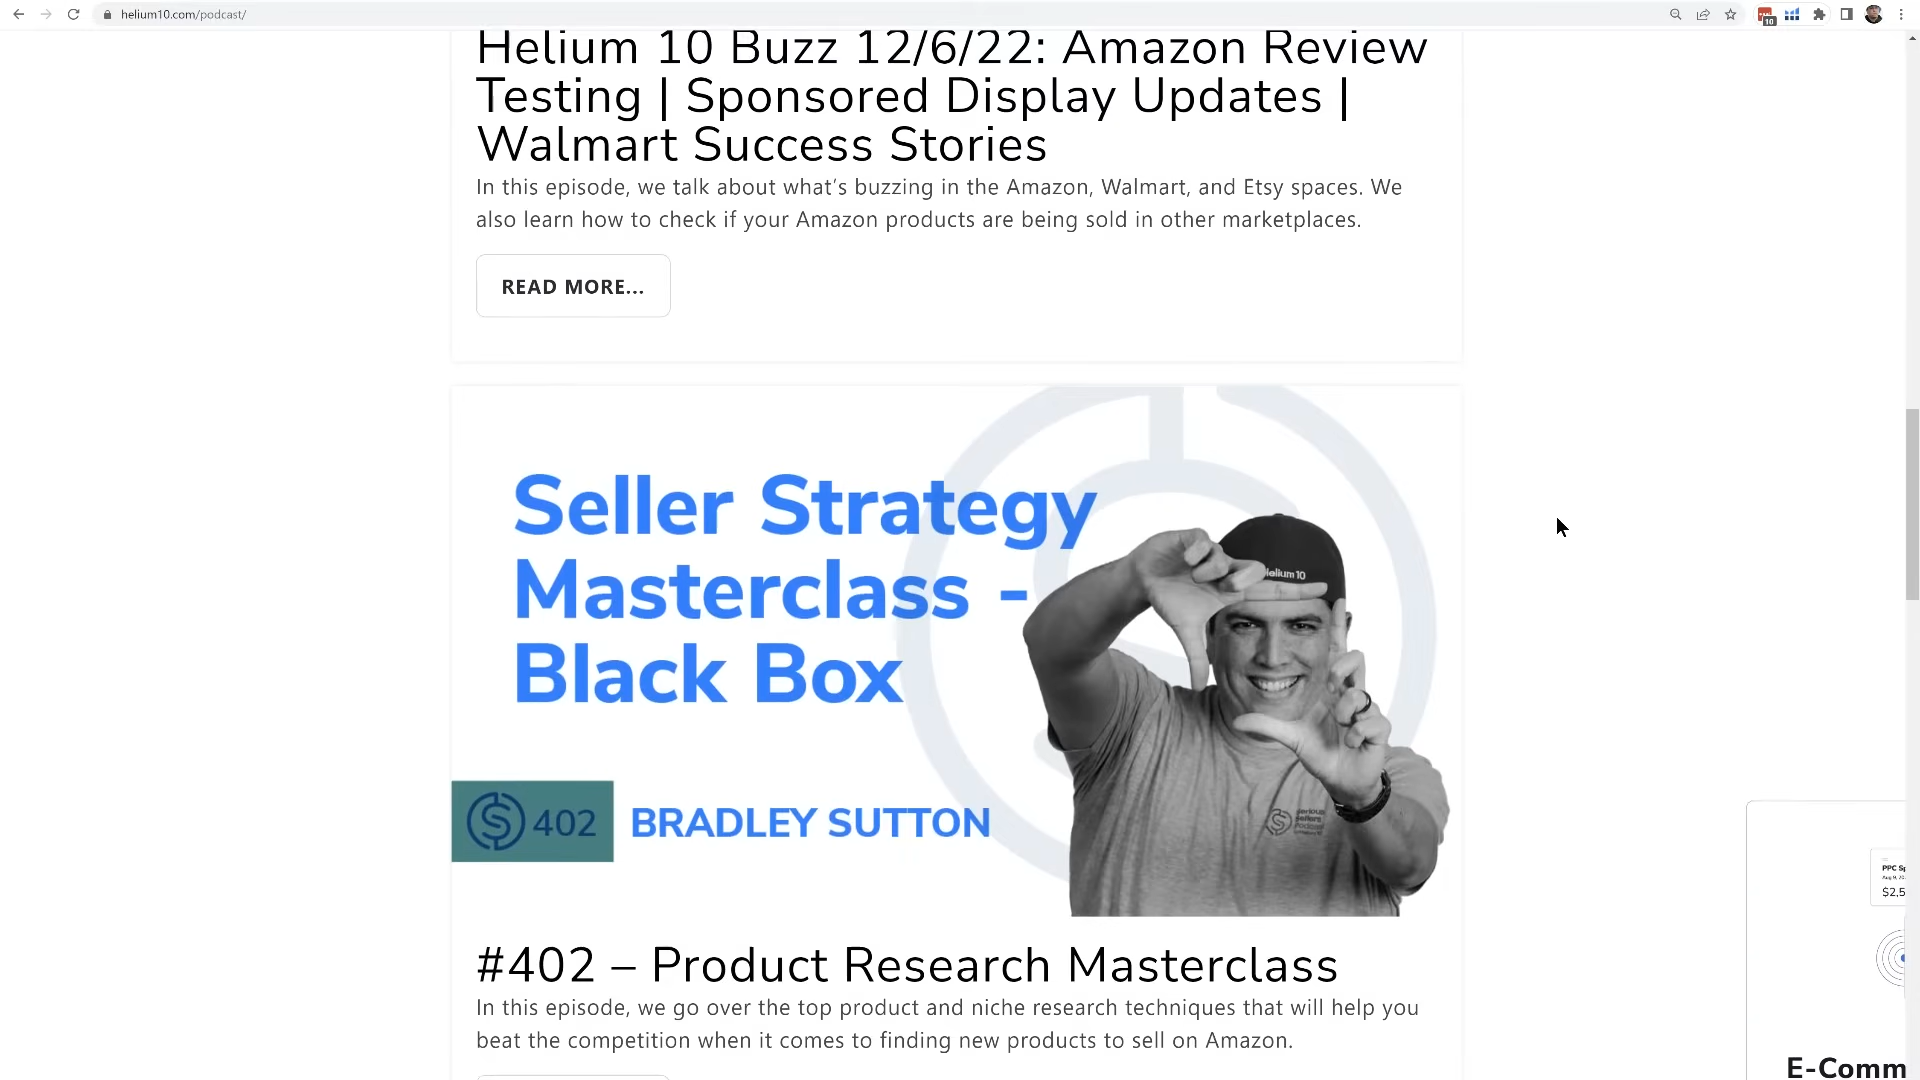 helium10.com/podcast/
10
Helium 10 Buzz 12/6/22: Amazon Review
Testing | Sponsored Display Updates |
Walmart Success Stories
In this episode, we talk about what’s buzzing in the Amazon, Walmart, and Etsy spaces. We
also learn how to check if your Amazon products are being sold in other marketplaces.
READ MORE...
Seller Strategy
Masterclass -
Black Box
Helium 10
402 BRADLEY SUTTON
#402 – Product Research Masterclass
In this episode, we go over the top product and niche research techniques that will help you
beat the competition when it comes to finding new products to sell on Amazon.
PPC Sp
$2,5
E-Comm